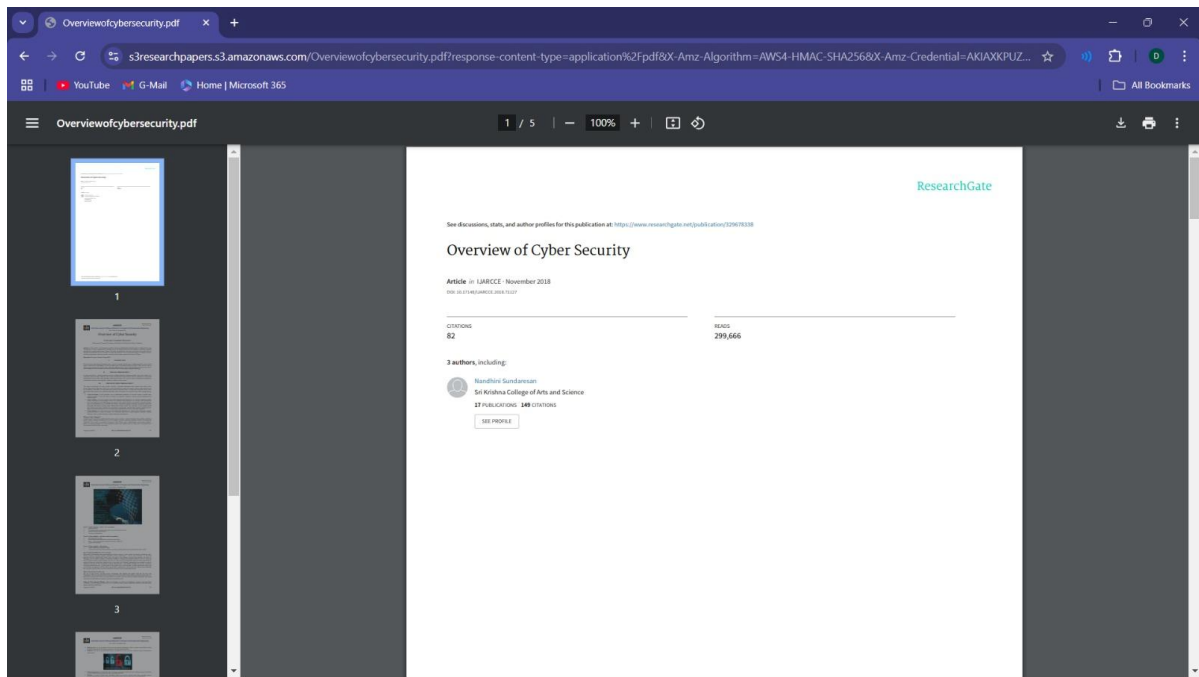 Overviewofcybersecurity.pdf
s3researchpapers.s3.amazonaws.com/Overviewofcybersecurity.pdf?response-content-type=application%2Fpdf&X-Amz-Algorithm=AWS4-HMAC-SHA256&X-Amz-Credential=AKIAXKPUZ...
D
YouTube G-Mail Home | Microsoft 365 All Bookmarks
Overviewofcybersecurity.pdf 1 / 5 100%
1
2
3
ResearchGate
See discussions, stats, and author profiles for this publication at: https://www.researchgate.net/publication/329678338
Overview of Cyber Security
Article in IJARCCE · November 2018
CITATIONS
82
READS
299,666
3 authors, including:
Nandhini Sundaresan
Sri Krishna College of Arts and Science
17 PUBLICATIONS 149 CITATIONS
SEE PROFILE